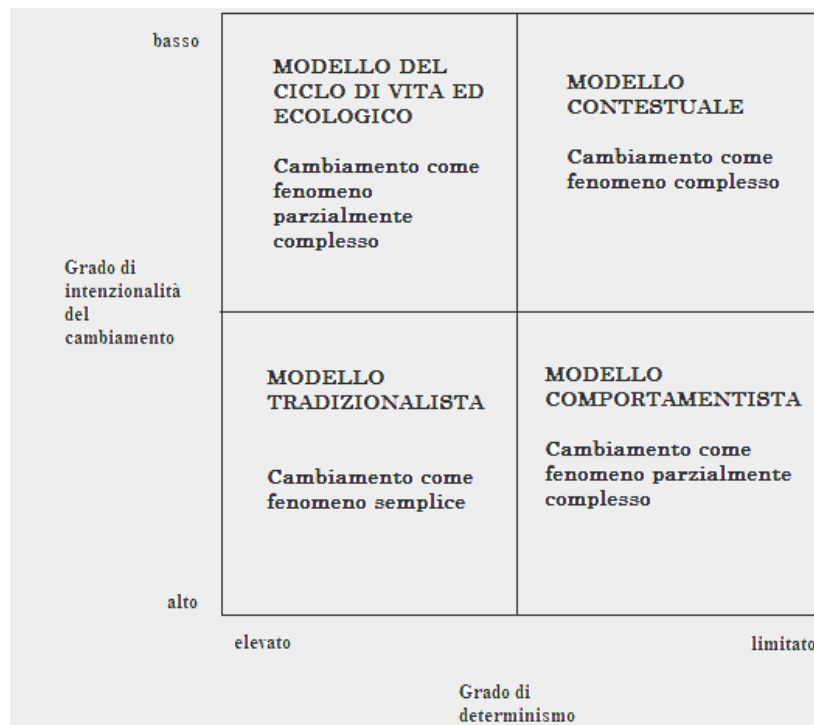 basso
MODELLO DEL
CICLO DI VITA ED
ECOLOGICO
Cambiamento come
fenomeno
parzialmente
complesso
MODELLO
CONTESTUALE
Cambiamento come
fenomeno complesso
Grado di
intenzionalità
del
cambiamento
MODELLO
TRADIZIONALISTA
Cambiamento come
fenomeno semplice
MODELLO
COMPORTAMENTISTA
Cambiamento come
fenomeno parzialmente
complesso
alto
elevato
limitato
Grado di
determinismo